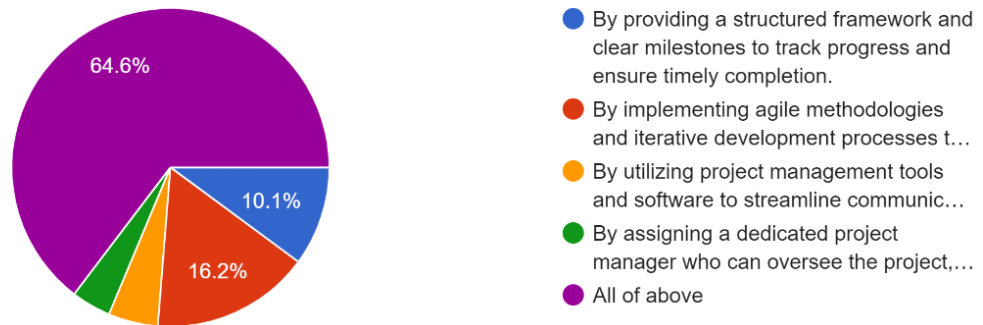 64.6%
10.1%
16.2%
By providing a structured framework and
clear milestones to track progress and
ensure timely completion.
By implementing agile methodologies
and iterative development processes t…
By utilizing project management tools
and software to streamline communic…
By assigning a dedicated project
manager who can oversee the project,…
All of above